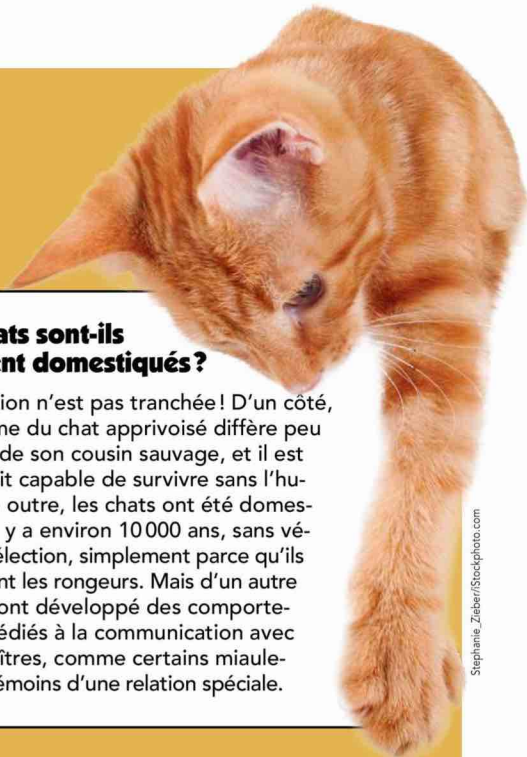 ats sont-ils
nt domestiqués ?
ion n'est pas tranchée ! D'un côté,
me du chat apprivoisé diffère peu
de son cousin sauvage, et il est
it capable de survivre sans l'hu-
outre, les chats ont été domes-
y a environ 10 000 ans, sans vé-
élection, simplement parce qu'ils
nt les rongeurs. Mais d'un autre
ont développé des comporte-
édiés à la communication avec
îtres, comme certains miaule-
émoins d'une relation spéciale.
Stephanie_Zieber/iStockphoto.com